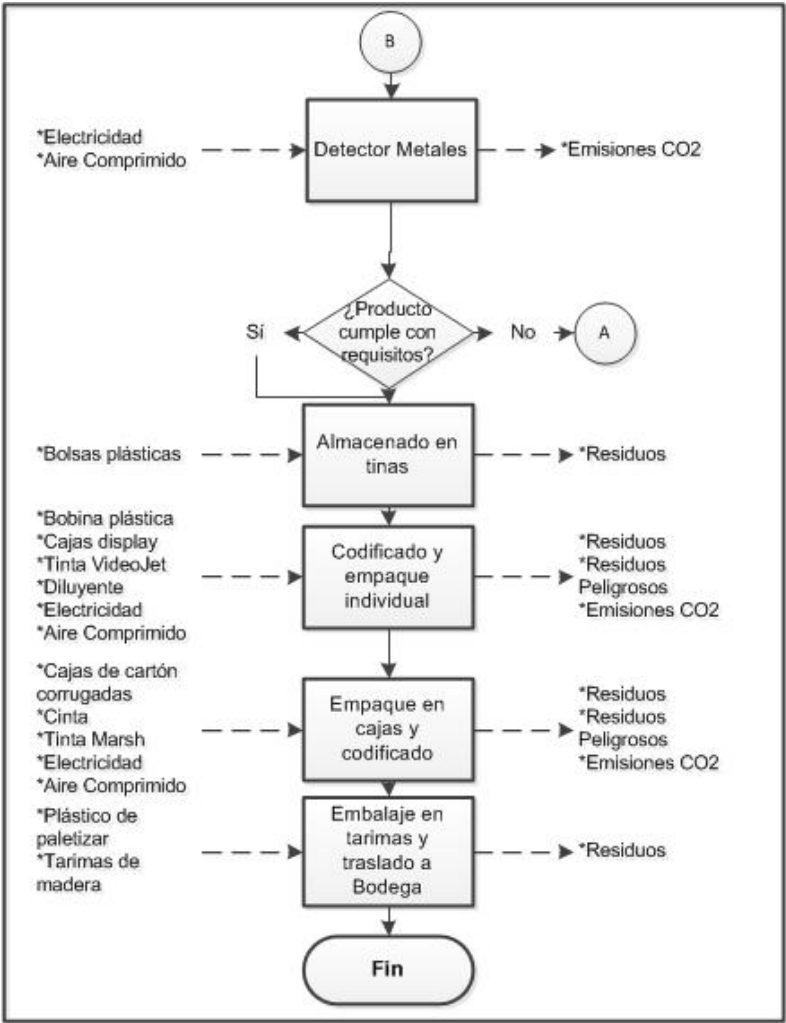 B
*Electricidad
*Aire Comprimido
Detector Metales
*Emisiones CO2
¿Producto
cumple con
requisitos?
Sí
No
A
*Bolsas plásticas
Almacenado en
tinas
*Residuos
*Bobina plástica
*Cajas display
*Tinta VideoJet
*Diluyente
*Electricidad
*Aire Comprimido
Codificado y
empaque
individual
*Residuos
*Residuos
Peligrosos
*Emisiones CO2
*Cajas de cartón
corrugadas
*Cinta
*Tinta Marsh
*Electricidad
*Aire Comprimido
Empaque en
cajas y
codificado
*Residuos
*Residuos
Peligrosos
*Emisiones CO2
*Plástico de
paletizar
*Tarimas de
madera
Embalaje en
tarimas y
traslado a
Bodega
*Residuos
Fin